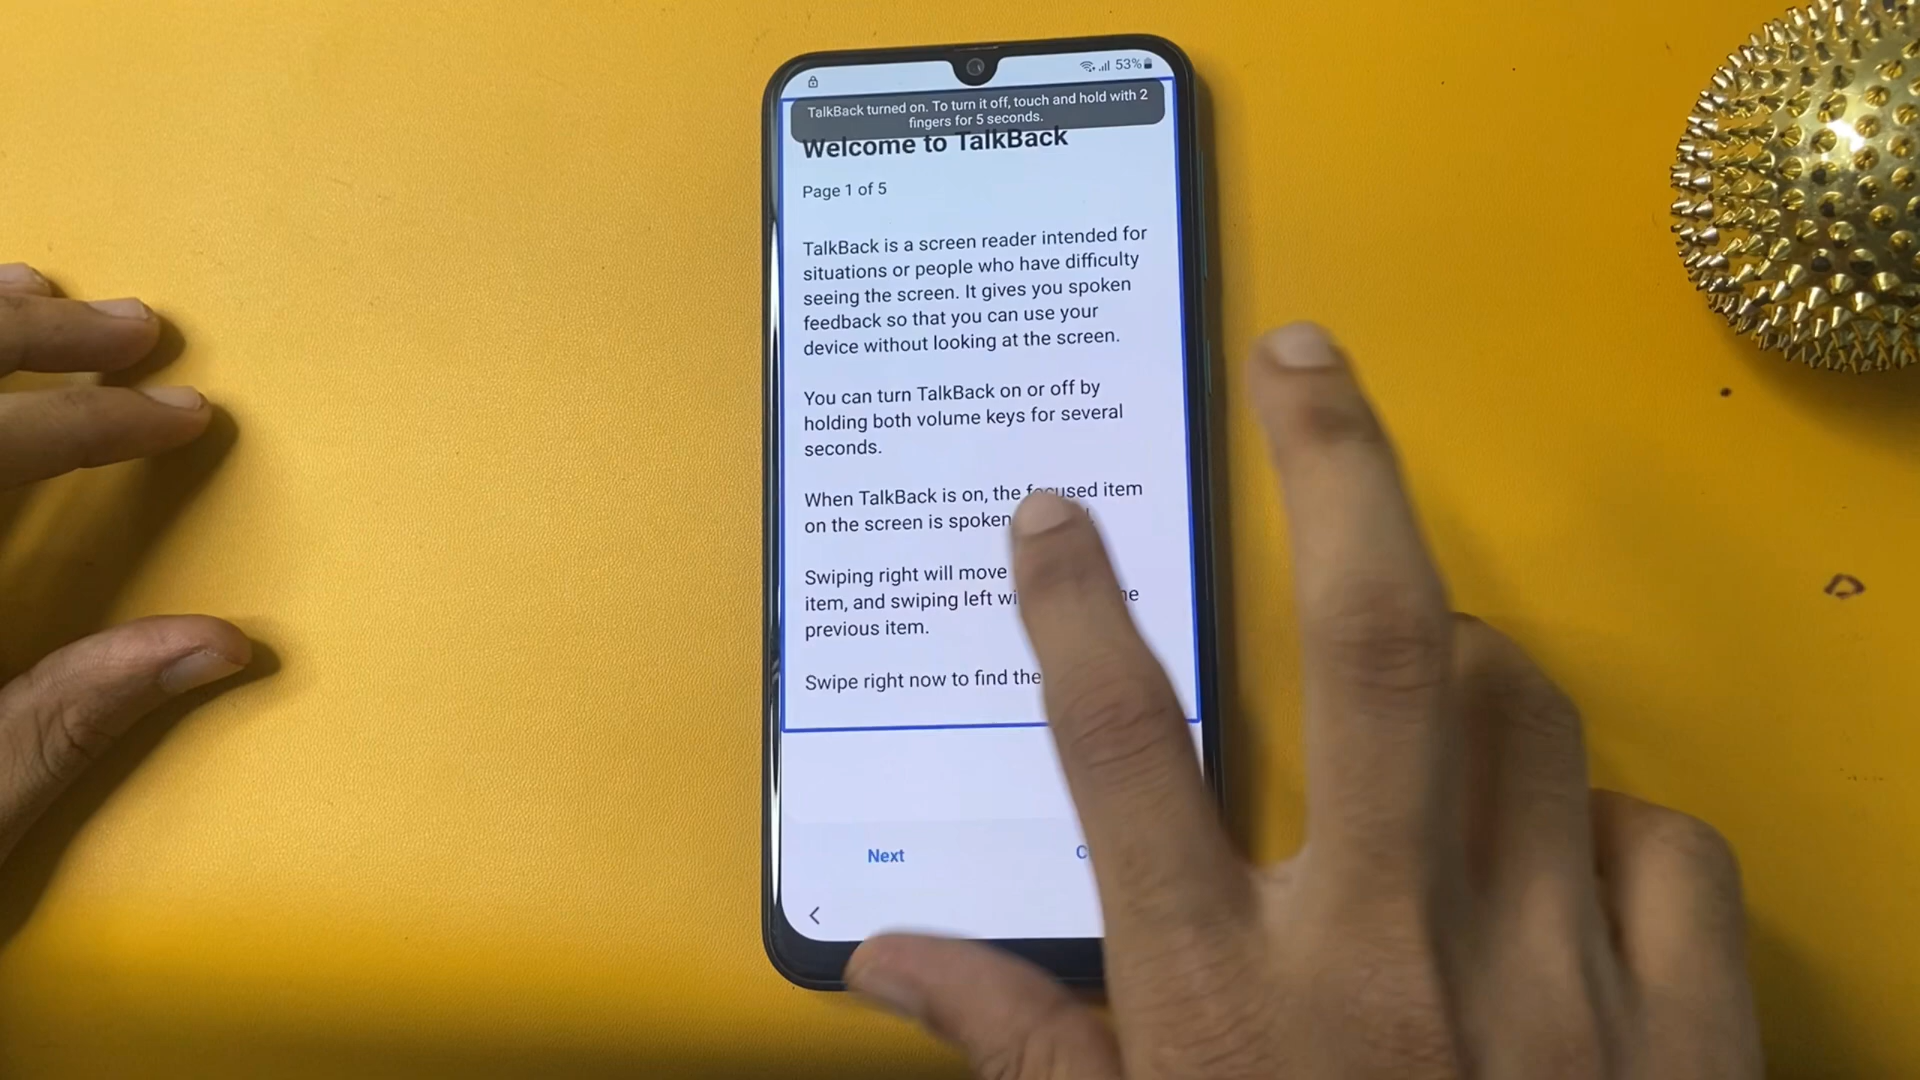 53%
TalkBack turned on. To turn it off, touch and hold with 2
fingers for 5 seconds.
Welcome to TalkBack
Page 1 of 5
TalkBack is a screen reader intended for
situations or people who have difficulty
seeing the screen. It gives you spoken
feedback so that you can use your
device without looking at the screen.
You can turn TalkBack on or off by
holding both volume keys for several
seconds.
When TalkBack is on, the focused item
on the screen is spoken
Swiping right will move
item, and swiping left
previous item.
Swipe right now to find the
Next